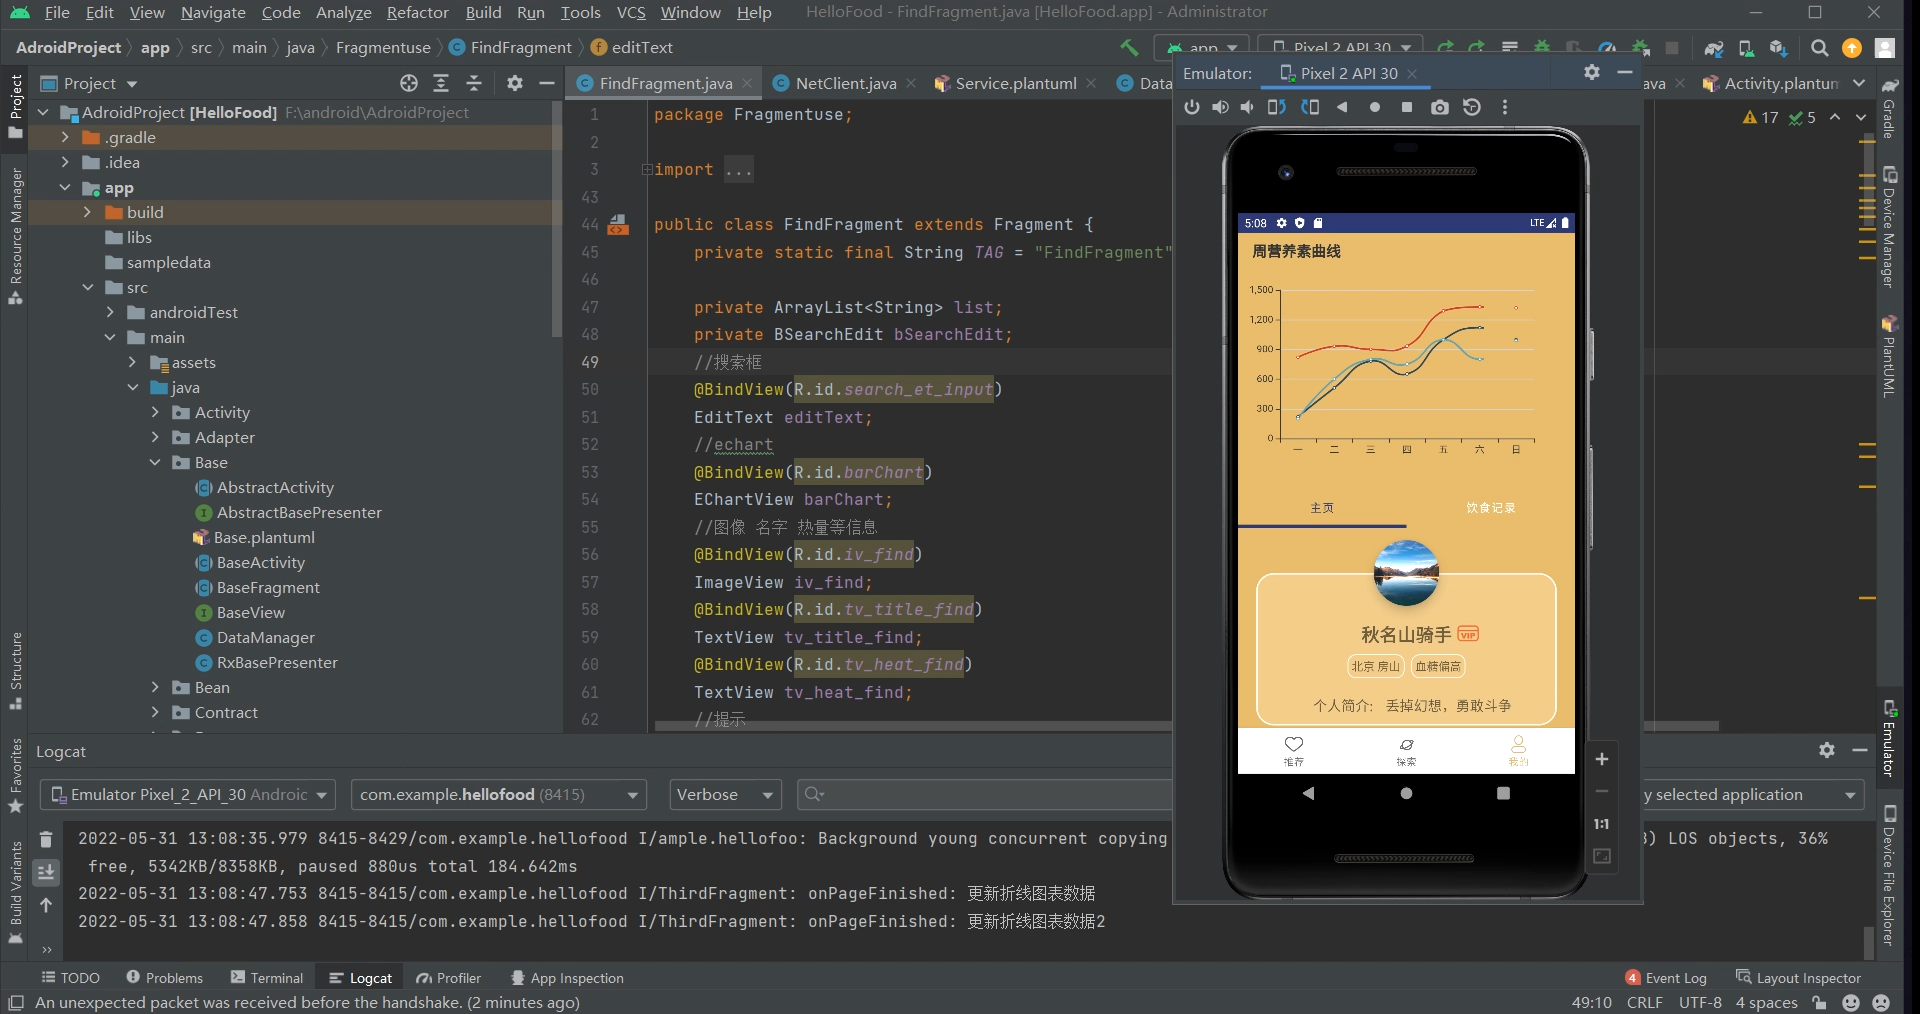 File Edit View Navigate Code Analyze Refactor Build Run Tools VCS Window Help HelloFood - FindFragment.java [HelloFood.app] - Administrator
AdroidProject app src main java Fragmentuse FindFragment editText
app Pixel 2 API 30
Project
FindFragment.java NetClient.java Service.plantuml Data
ava Activity.plantum
Emulator: Pixel 2 API 30
AdroidProject [HelloFood] F:\android\AdroidProject
.gradle
.idea
app
build
libs
sampledata
src
androidTest
main
assets
java
Activity
Adapter
Base
AbstractActivity
AbstractBasePresenter
Base.plantuml
BaseActivity
BaseFragment
BaseView
DataManager
RxBasePresenter
Bean
Contract
1 package Fragmentuse;
2
3 import ...
43
44 public class FindFragment extends Fragment {
45 private static final String TAG = "FindFragment"
46
47 private ArrayList<String> list;
48 private BSearchEdit bSearchEdit;
49 //搜索框
50 @BindView(R.id.search_et_input)
51 EditText editText;
52 //echart
53 @BindView(R.id.barChart)
54 EChartView barChart;
55 //图像 名字 热量等信息
56 @BindView(R.id.iv_find)
57 ImageView iv_find;
58 @BindView(R.id.tv_title_find)
59 TextView tv_title_find;
60 @BindView(R.id.tv_heat_find)
61 TextView tv_heat_find;
62 //提示
17 5
5:08 LTE
周营养素曲线
1,500
1,200
900
600
300
0
一 二 三 四 五 六 日
主页 饮食记录
秋名山骑手 VIP
北京 房山 血糖偏高
个人简介: 丢掉幻想，勇敢斗争
推荐 探索 我的
1:1
Project
Resource Manager
Structure
Favorites
Build Variants
Gradle
Device Manager
PlantUML
Emulator
Device File Explorer
Logcat
Emulator Pixel_2_API_30 Androic com.example.hellofood (8415) Verbose
y selected application
2022-05-31 13:08:35.979 8415-8429/com.example.hellofood I/ample.hellofoo: Background young concurrent copying
) LOS objects, 36%
free, 5342KB/8358KB, paused 880us total 184.642ms
2022-05-31 13:08:47.753 8415-8415/com.example.hellofood I/ThirdFragment: onPageFinished: 更新折线图表数据
2022-05-31 13:08:47.858 8415-8415/com.example.hellofood I/ThirdFragment: onPageFinished: 更新折线图表数据2
TODO Problems Terminal Logcat Profiler App Inspection 4 Event Log Layout Inspector
An unexpected packet was received before the handshake. (2 minutes ago) 49:10 CRLF UTF-8 4 spaces